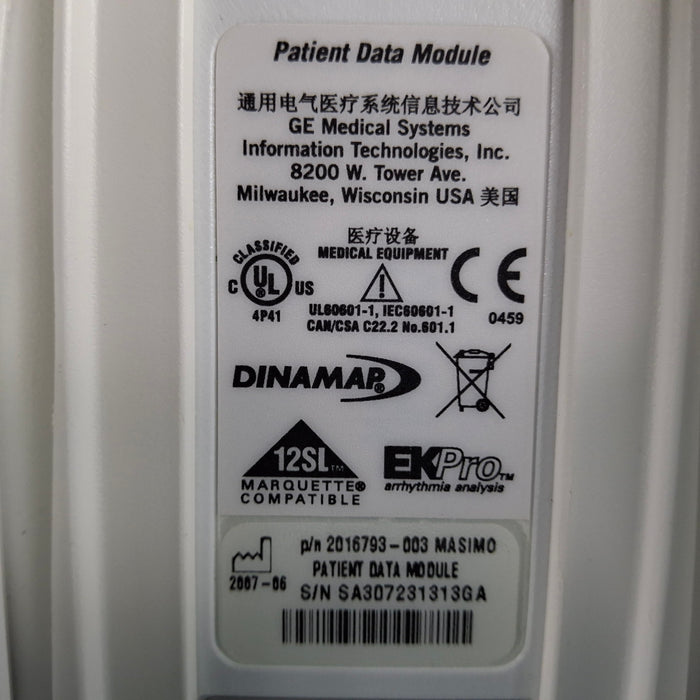 Patient Data Module
通用电气医疗系统信息技术公司
GE Medical Systems
Information Technologies, Inc.
8200 W. Tower Ave.
Milwaukee, Wisconsin USA 美国
医疗设备
MEDICAL EQUIPMENT
CLASSIFIED
C UL® US
4P41
UL60601-1, IEC60601-1
CAN/CSA C22.2 No.601.1
CE
0459
DINAMAP®
12SL™
MARQUETTE®
COMPATIBLE
EKPro™
arrhythmia analysis
p/n 2016793-003 MASIMO
PATIENT DATA MODULE
2007-06
S/N SA307231313GA